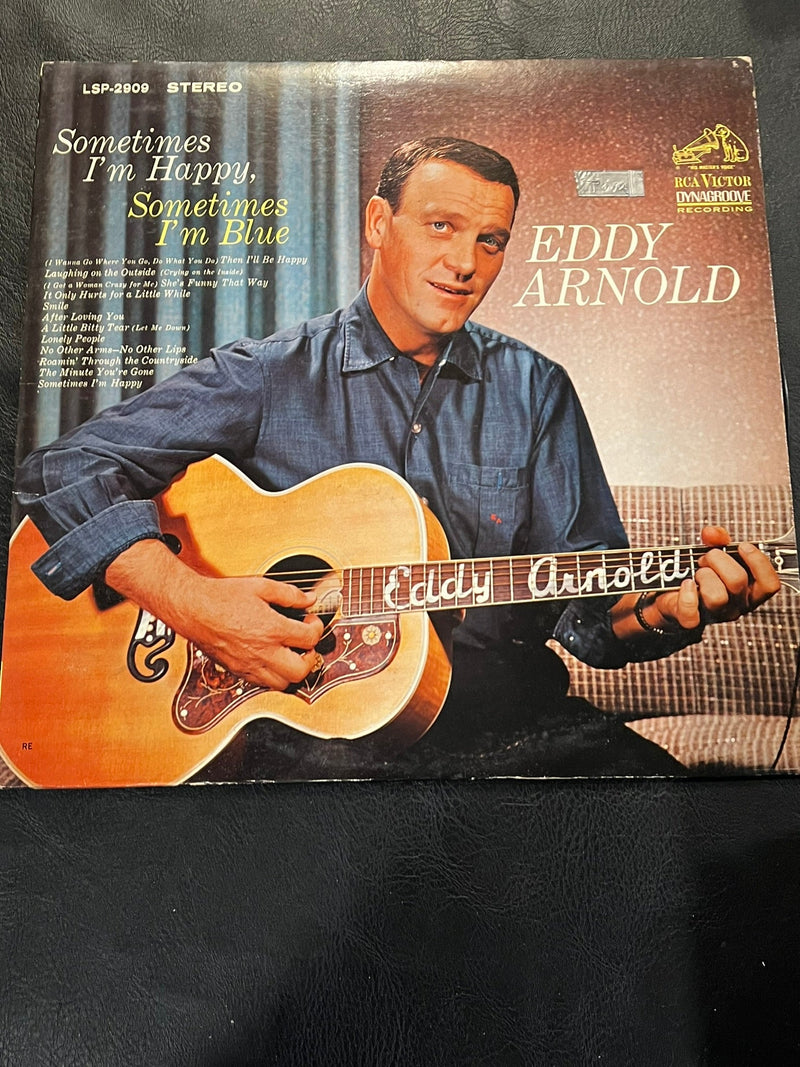 LSP-2909 STEREO
Sometimes
I'm Happy,
Sometimes
I'm Blue
(I Wanna Go Where You Go, Do What You Do) Then I'll Be Happy
Laughing on the Outside (Crying on the Inside)
(I Got a Woman Crazy for Me) She's Funny That Way
It Only Hurts for a Little While
Smile
After Loving You
A Little Bitty Tear (Let Me Down)
Lonely People
No Other Arms—No Other Lips
Roamin' Through the Countryside
The Minute You're Gone
Sometimes I'm Happy
"HIS MASTER'S VOICE"
RCA VICTOR
DYNAGROOVE
RECORDING
EDDY
ARNOLD
EA
Eddy Arnold
RE